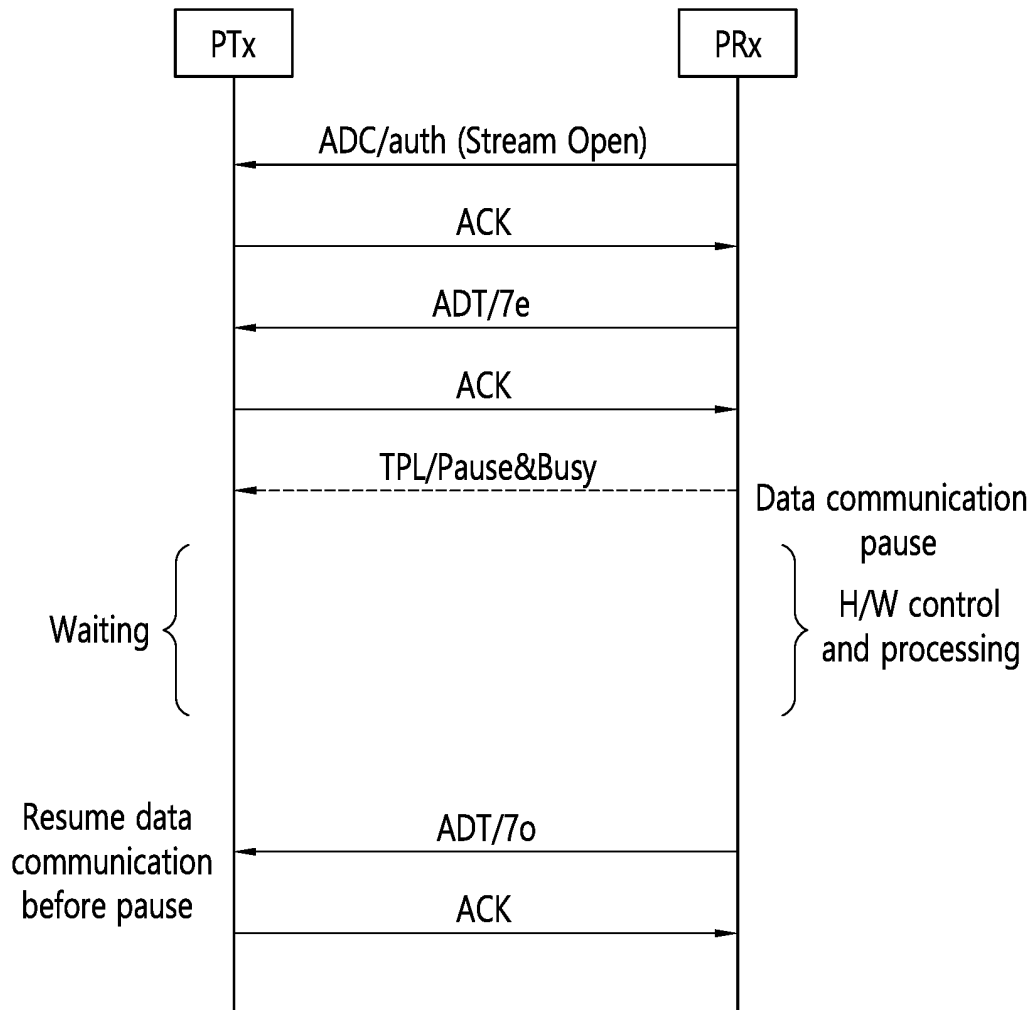 PTx
PRx
ADC/auth (Stream Open)
ACK
ADT/7e
ACK
TPL/Pause&Busy
Data communication
pause
Waiting
H/W control
and processing
Resume data
communication
before pause
ADT/7o
ACK